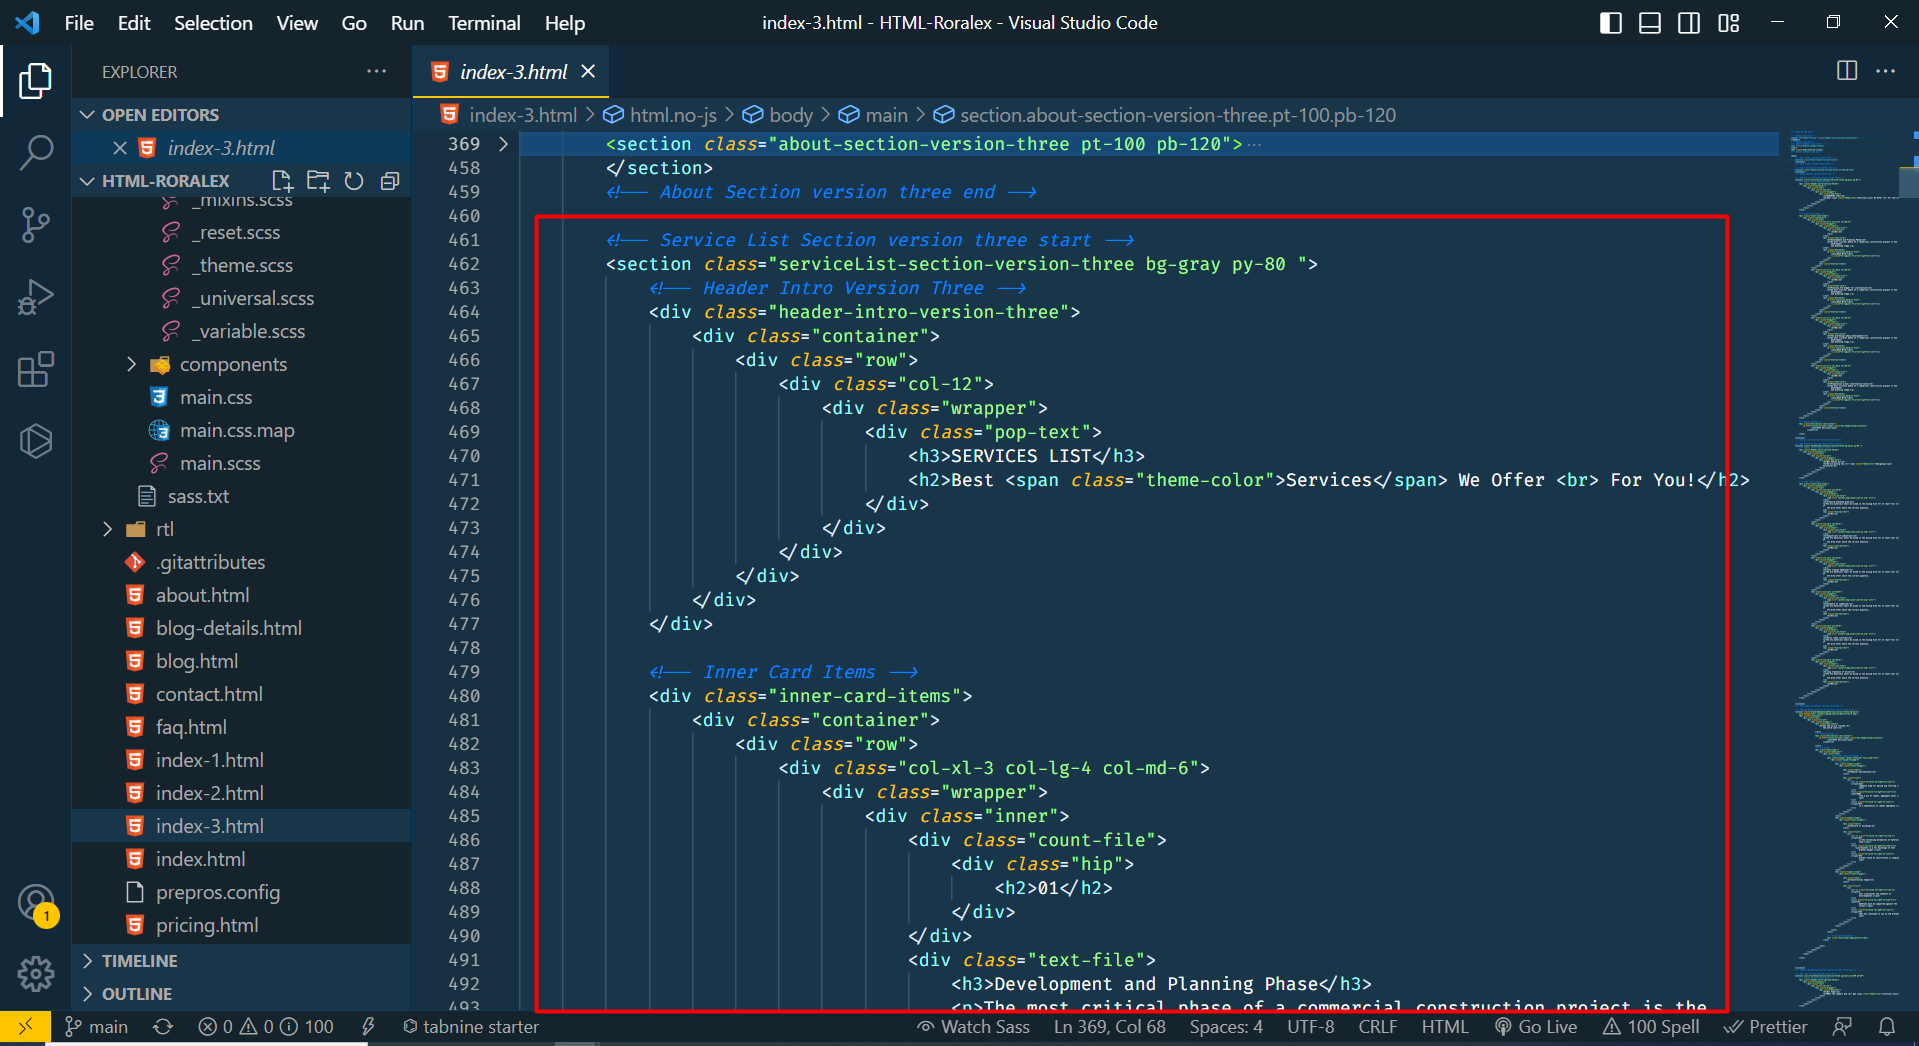 File Edit Selection View Go Run Terminal Help
index-3.html - HTML-Roralex - Visual Studio Code
EXPLORER
OPEN EDITORS
index-3.html
HTML-RORALEX
_mixins.scss
_reset.scss
_theme.scss
_universal.scss
_variable.scss
components
main.css
main.css.map
main.scss
sass.txt
rtl
.gitattributes
about.html
blog-details.html
blog.html
contact.html
faq.html
index-1.html
index-2.html
index-3.html
index.html
prepros.config
pricing.html
TIMELINE
OUTLINE
1
index-3.html
index-3.html > html.no-js > body > main > section.about-section-version-three.pt-100.pb-120
369 <section class="about-section-version-three pt-100 pb-120">
458 </section>
459 <!-- About Section version three end -->
460
461 <!-- Service List Section version three start -->
462 <section class="serviceList-section-version-three bg-gray py-80 ">
463 <!-- Header Intro Version Three -->
464 <div class="header-intro-version-three">
465 <div class="container">
466 <div class="row">
467 <div class="col-12">
468 <div class="wrapper">
469 <div class="pop-text">
470 <h3>SERVICES LIST</h3>
471 <h2>Best <span class="theme-color">Services</span> We Offer <br> For You!</h2>
472 </div>
473 </div>
474 </div>
475 </div>
476 </div>
477 </div>
478
479 <!-- Inner Card Items -->
480 <div class="inner-card-items">
481 <div class="container">
482 <div class="row">
483 <div class="col-xl-3 col-lg-4 col-md-6">
484 <div class="wrapper">
485 <div class="inner">
486 <div class="count-file">
487 <div class="hip">
488 <h2>01</h2>
489 </div>
490 </div>
491 <div class="text-file">
492 <h3>Development and Planning Phase</h3>
493 <p>The most critical phase of a commercial construction project is the
main 0 0 100 tabnine starter Watch Sass Ln 369, Col 68 Spaces: 4 UTF-8 CRLF HTML Go Live 100 Spell Prettier